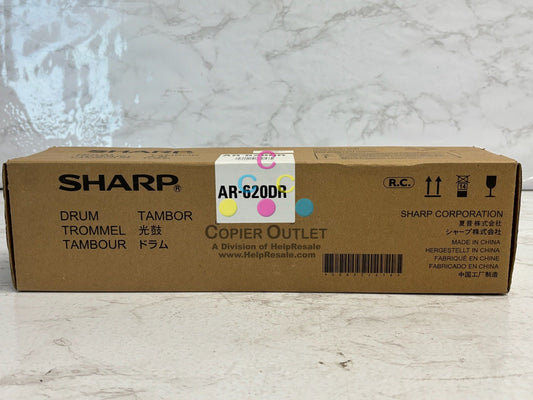 SHARP®
AR-620DR
DRUM TAMBOR
TROMMEL 光鼓
TAMBOUR ドラム
COPIER OUTLET
A Division of HelpResale
www.HelpResale.com
R.C.
SHARP CORPORATION
夏普株式会社
シャープ株式会社
MADE IN CHINA
HERGESTELLT IN CHINA
FABRIQUÉ EN CHINE
FABRICADO EN CHINA
中国工厂制造